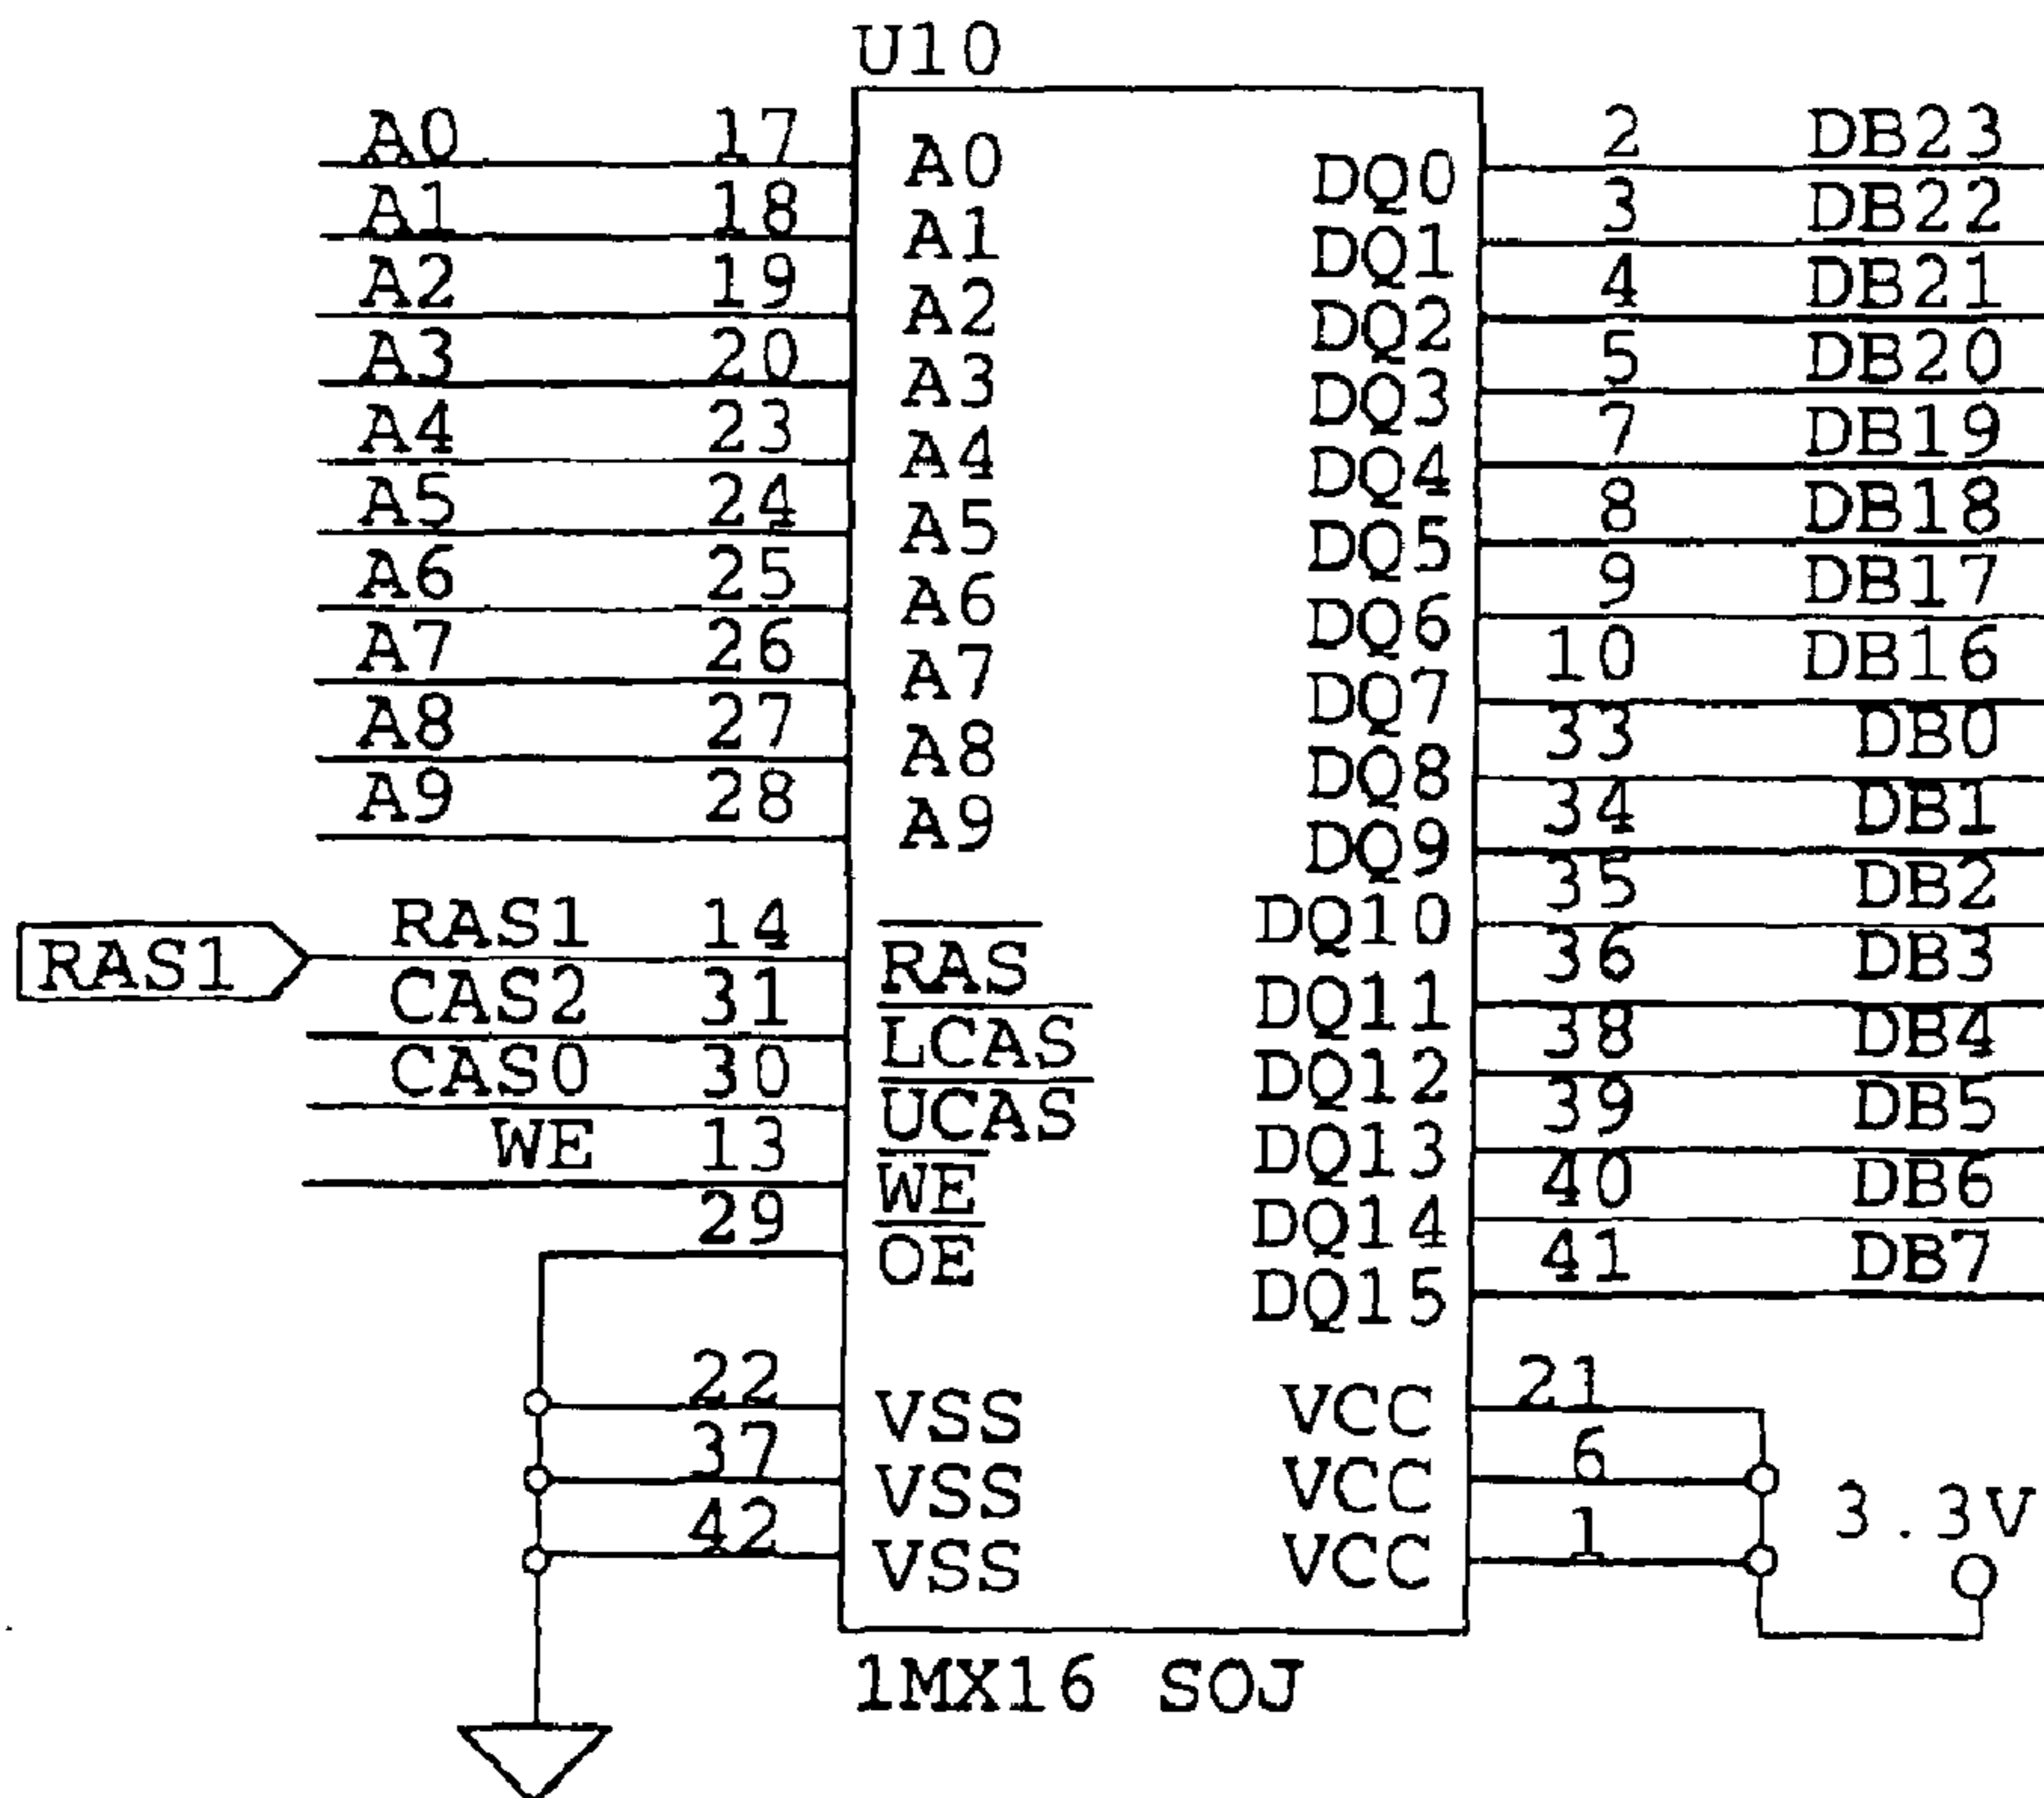 U10
A0 17 A0 DQ0 2 DB23
A1 18 A1 DQ1 3 DB22
A2 19 A2 DQ2 4 DB21
A3 20 A3 DQ3 5 DB20
A4 23 A4 DQ4 7 DB19
A5 24 A5 DQ5 8 DB18
A6 25 A6 DQ6 9 DB17
A7 26 A7 DQ7 10 DB16
A8 27 A8 DQ8 33 DB0
A9 28 A9 DQ9 34 DB1
DQ10 35 DB2
RAS1 RAS1 14 RAS DQ11 36 DB3
CAS2 31 LCAS DQ12 38 DB4
CAS0 30 UCAS DQ13 39 DB5
WE 13 WE DQ14 40 DB6
29 OE DQ15 41 DB7
22 VSS VCC 21
37 VSS VCC 6
42 VSS VCC 1 3.3V
1MX16 SOJ